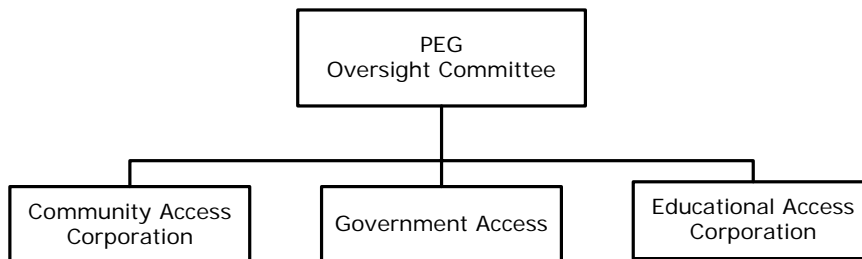 PEG
Oversight Committee
Community Access
Corporation
Government Access
Educational Access
Corporation